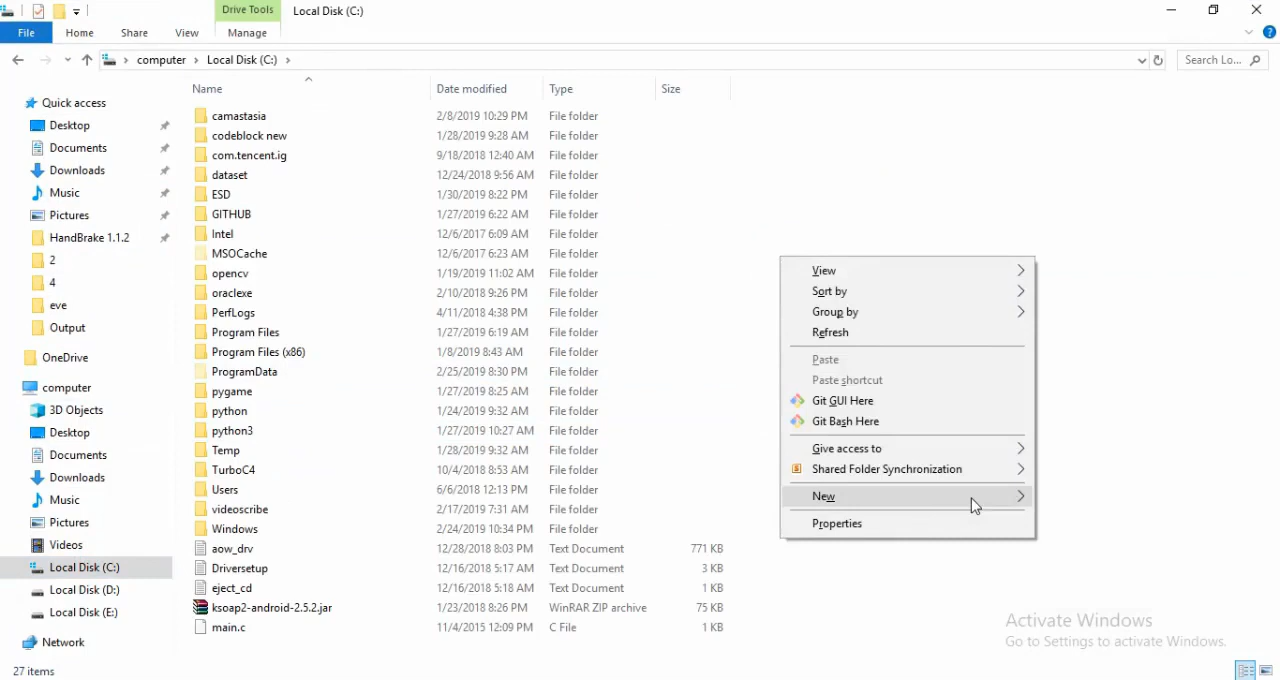 Drive Tools
Local Disk (C:)
File
Home
Share
View
Manage
computer
Local Disk (C:)
Search Lo...
Name
Date modified
Type
Size
Quick access
Desktop
Documents
Downloads
Music
Pictures
HandBrake 1.1.2
2
4
eve
Output
OneDrive
computer
3D Objects
Desktop
Documents
Downloads
Music
Pictures
Videos
Local Disk (C:)
Local Disk (D:)
Local Disk (E:)
Network
camastasia 2/8/2019 10:29 PM File folder
codeblock new 1/28/2019 9:28 AM File folder
com.tencent.ig 9/18/2018 12:40 AM File folder
dataset 12/24/2018 9:56 AM File folder
ESD 1/30/2019 8:22 PM File folder
GITHUB 1/27/2019 6:22 AM File folder
Intel 12/6/2017 6:09 AM File folder
MSOCache 12/6/2017 6:23 AM File folder
opencv 1/19/2019 11:02 AM File folder
oraclexe 2/10/2019 9:26 PM File folder
PerfLogs 4/11/2018 4:38 PM File folder
Program Files 1/27/2019 6:19 AM File folder
Program Files (x86) 1/8/2019 8:43 AM File folder
ProgramData 2/25/2019 8:30 PM File folder
pygame 1/27/2019 8:25 AM File folder
python 1/24/2019 9:32 AM File folder
python3 1/27/2019 10:27 AM File folder
Temp 1/28/2019 9:32 AM File folder
TurboC4 10/4/2018 8:53 AM File folder
Users 6/6/2018 12:13 PM File folder
videoscribe 2/17/2019 7:31 AM File folder
Windows 2/24/2019 10:34 PM File folder
aow_drv 12/28/2018 8:03 PM Text Document 771 KB
Driversetup 12/16/2018 5:17 AM Text Document 3 KB
eject_cd 12/16/2018 5:18 AM Text Document 1 KB
ksoap2-android-2.5.2.jar 1/23/2018 8:26 PM WinRAR ZIP archive 75 KB
main.c 11/4/2015 12:09 PM C File 1 KB
View
Sort by
Group by
Refresh
Paste
Paste shortcut
Git GUI Here
Git Bash Here
Give access to
Shared Folder Synchronization
New
Properties
Activate Windows
Go to Settings to activate Windows.
27 items